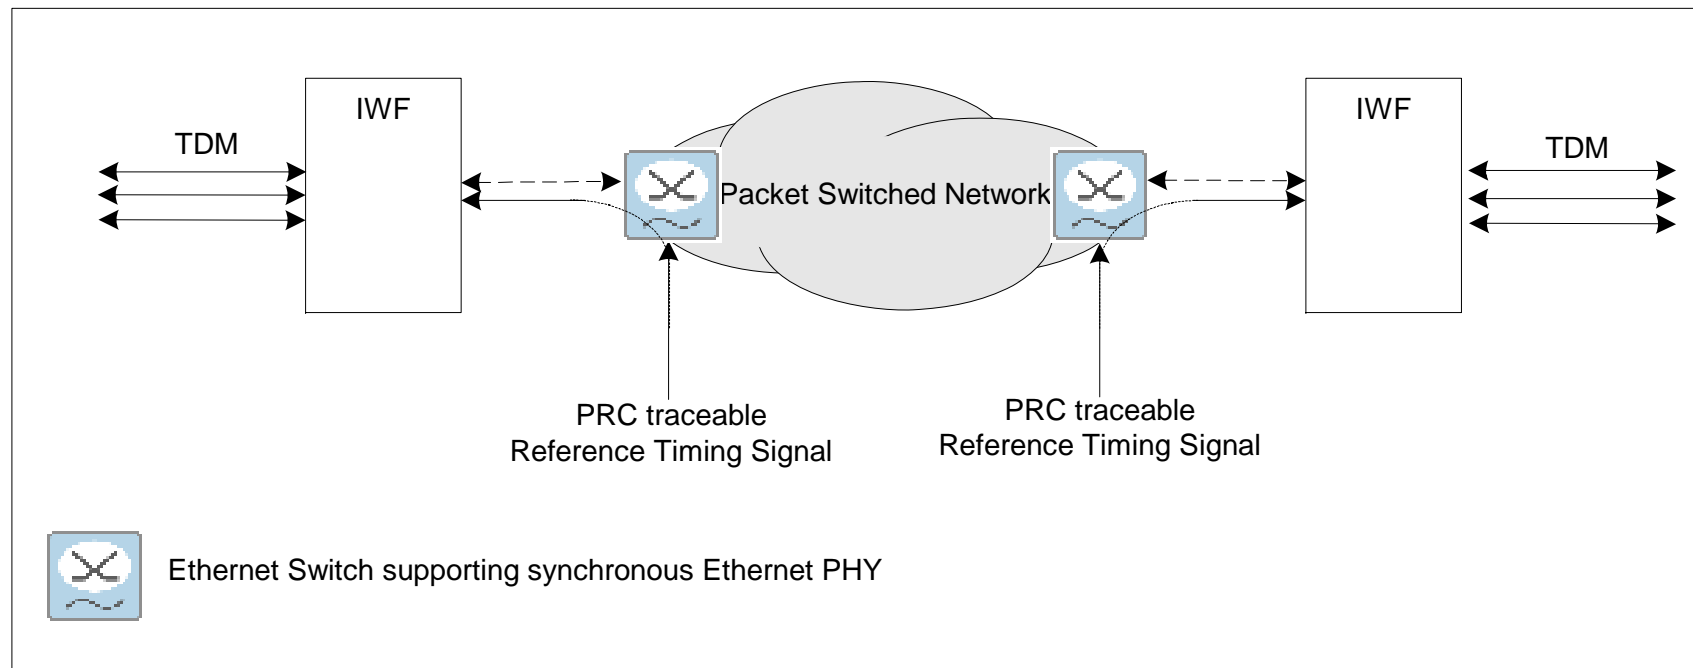 IWF
IWF
TDM
TDM
Packet Switched Network
PRC traceable
Reference Timing Signal
PRC traceable
Reference Timing Signal
Ethernet Switch supporting synchronous Ethernet PHY